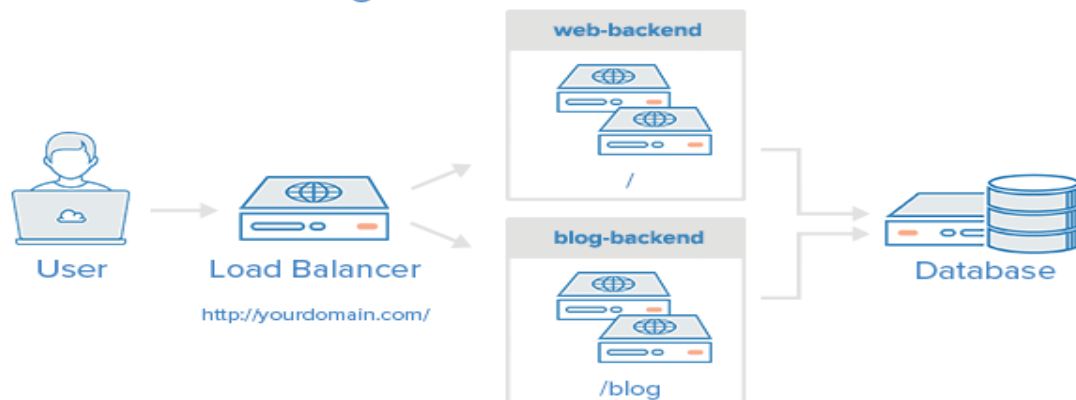 web-backend
/
User
Load Balancer
http://yourdomain.com/
blog-backend
/blog
Database